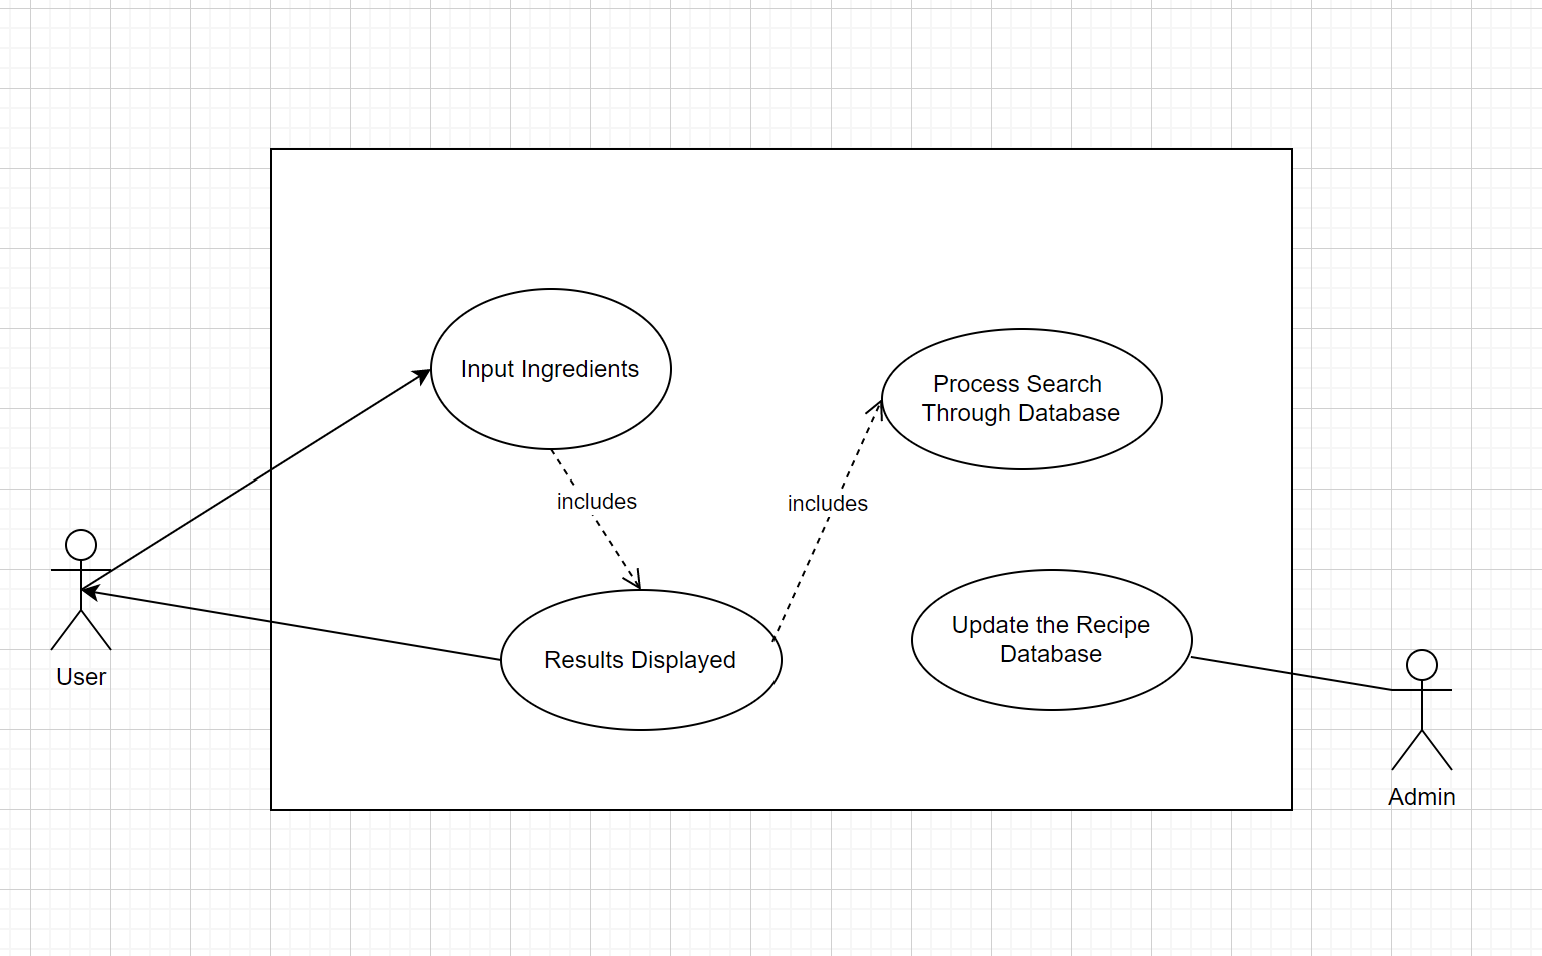 Input Ingredients
Process Search
Through Database
includes
includes
Update the Recipe
Database
Results Displayed
User
Admin